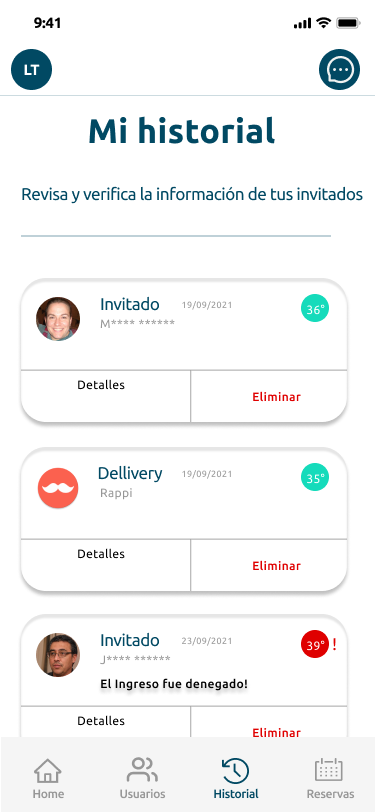 9:41
LT
Mi historial
Revisa y verifica la información de tus invitados
Invitado 19/09/2021 36°
M**** ******
Detalles Eliminar
Dellivery 19/09/2021 35°
Rappi
Detalles Eliminar
Invitado 23/09/2021 39° !
J**** ******
El Ingreso fue denegado!
Detalles Eliminar
Home Usuarios Historial Reservas